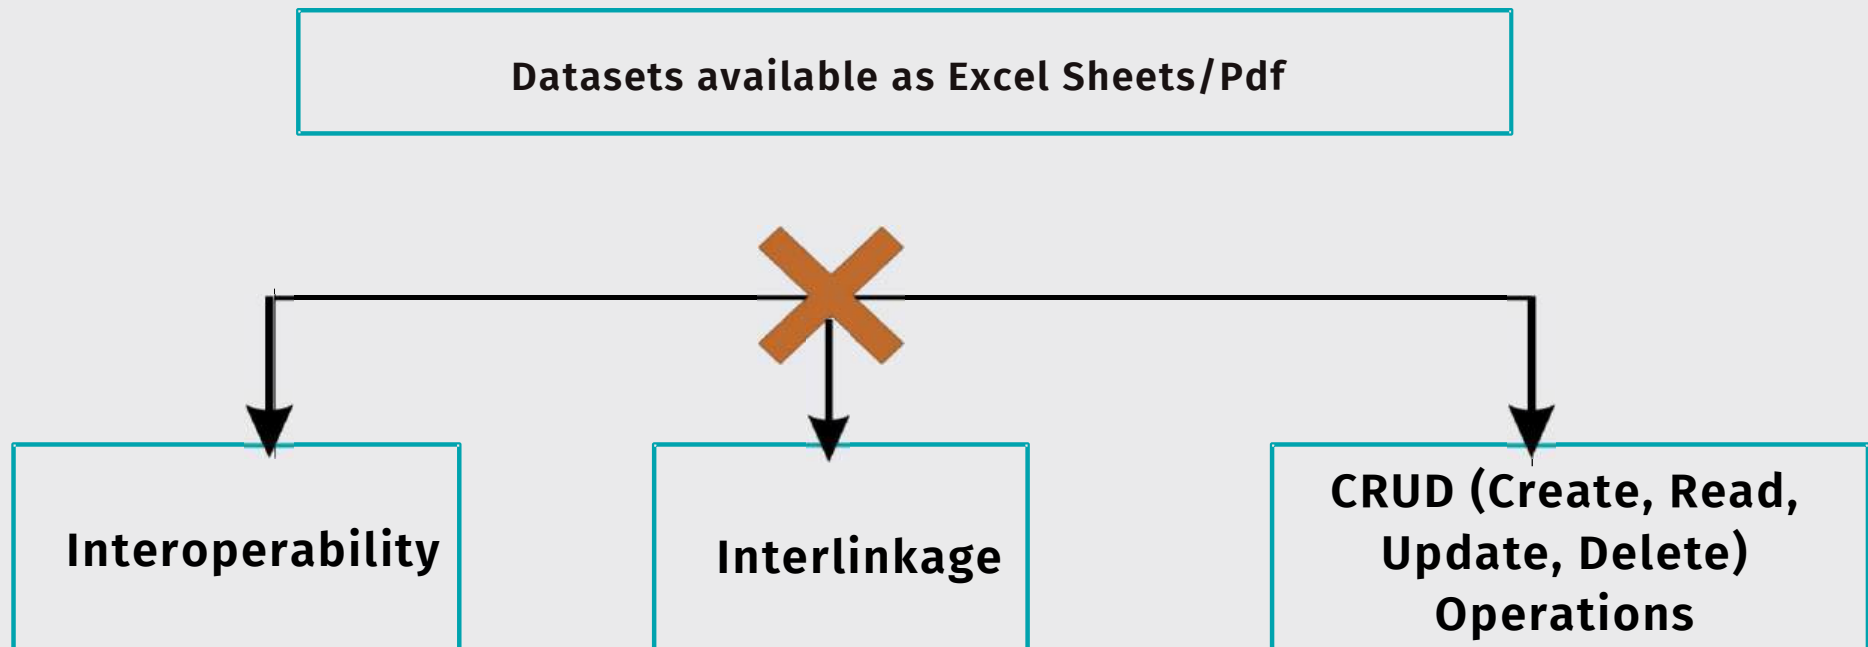 Datasets available as Excel Sheets/Pdf
Interoperability
Interlinkage
CRUD (Create, Read,
Update, Delete)
Operations